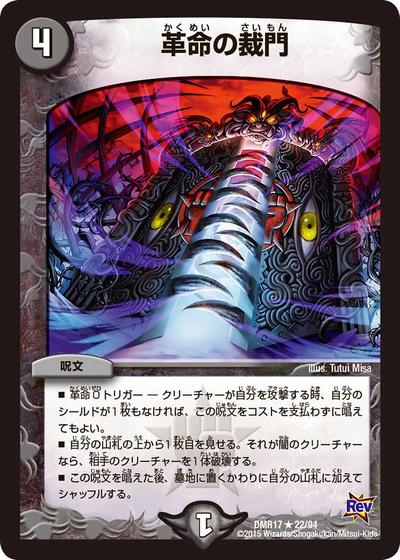 4
かくめい さいもん
革命の裁門
illus. Tutui Misa
呪文
■革命0トリガー ― クリーチャーが自分を攻撃する時、自分の
シールドが1枚もなければ、この呪文をコストを支払わずに唱え
てもよい。
■自分の山札の上から1枚目を見せる。それが闇のクリーチャー
なら、相手のクリーチャーを1体破壊する。
■この呪文を唱えた後、墓地に置くかわりに自分の山札に加えて
シャッフルする。
DMR17 ★ 22/94
©2015 Wizards/Shogakukan/Mitsui-Kids
Rev